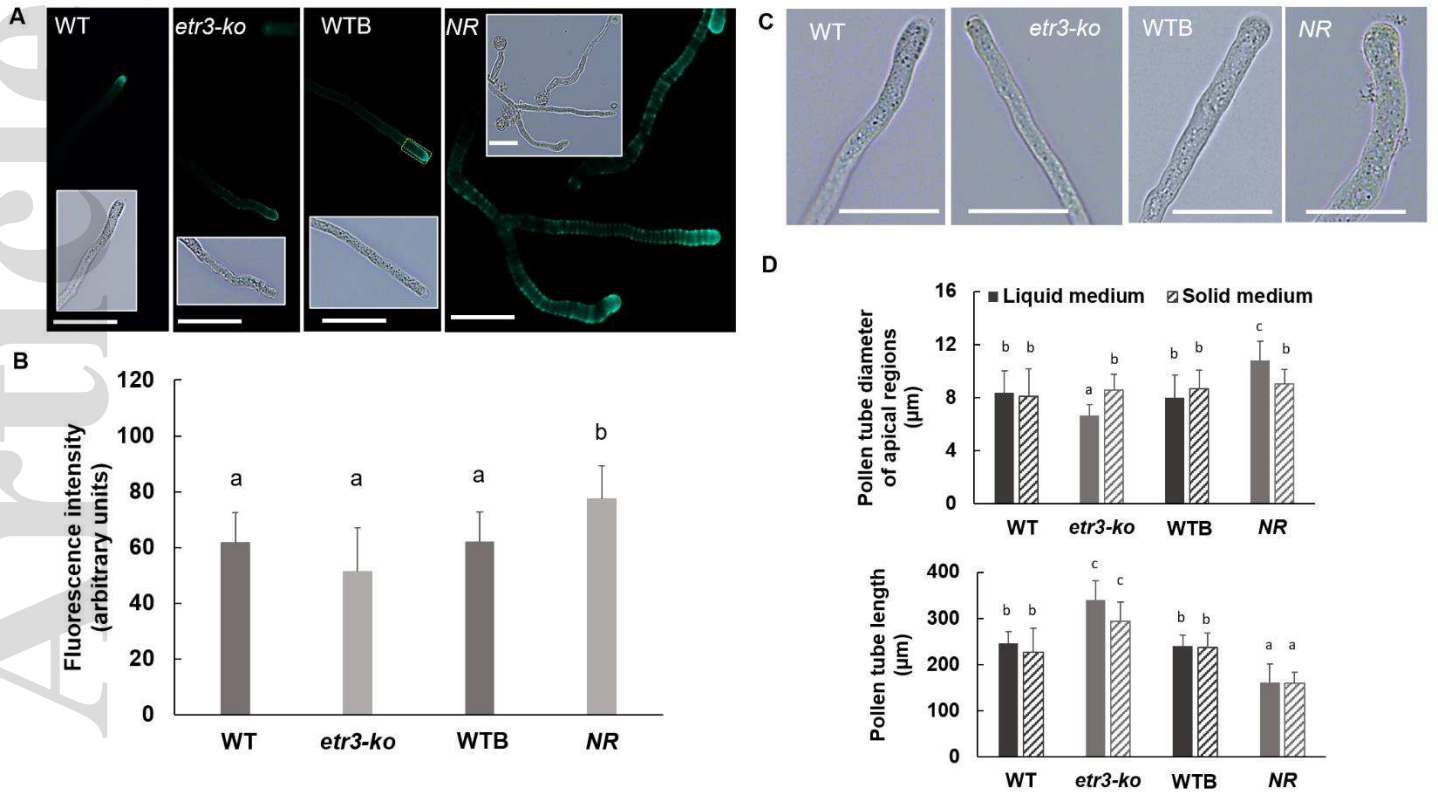 A
WT
etr3-ko
WTB
NR
C
WT
etr3-ko
WTB
NR
B
Fluorescence intensity
(arbitrary units)
120
100
80
60
40
20
0
a
a
a
b
WT
etr3-ko
WTB
NR
D
Liquid medium
Solid medium
Pollen tube diameter
of apical regions
(µm)
16
12
8
4
0
b b
a b
b b
c b
WT
etr3-ko
WTB
NR
Pollen tube length
(µm)
400
300
200
100
0
b b
c c
b b
a a
WT
etr3-ko
WTB
NR
Article